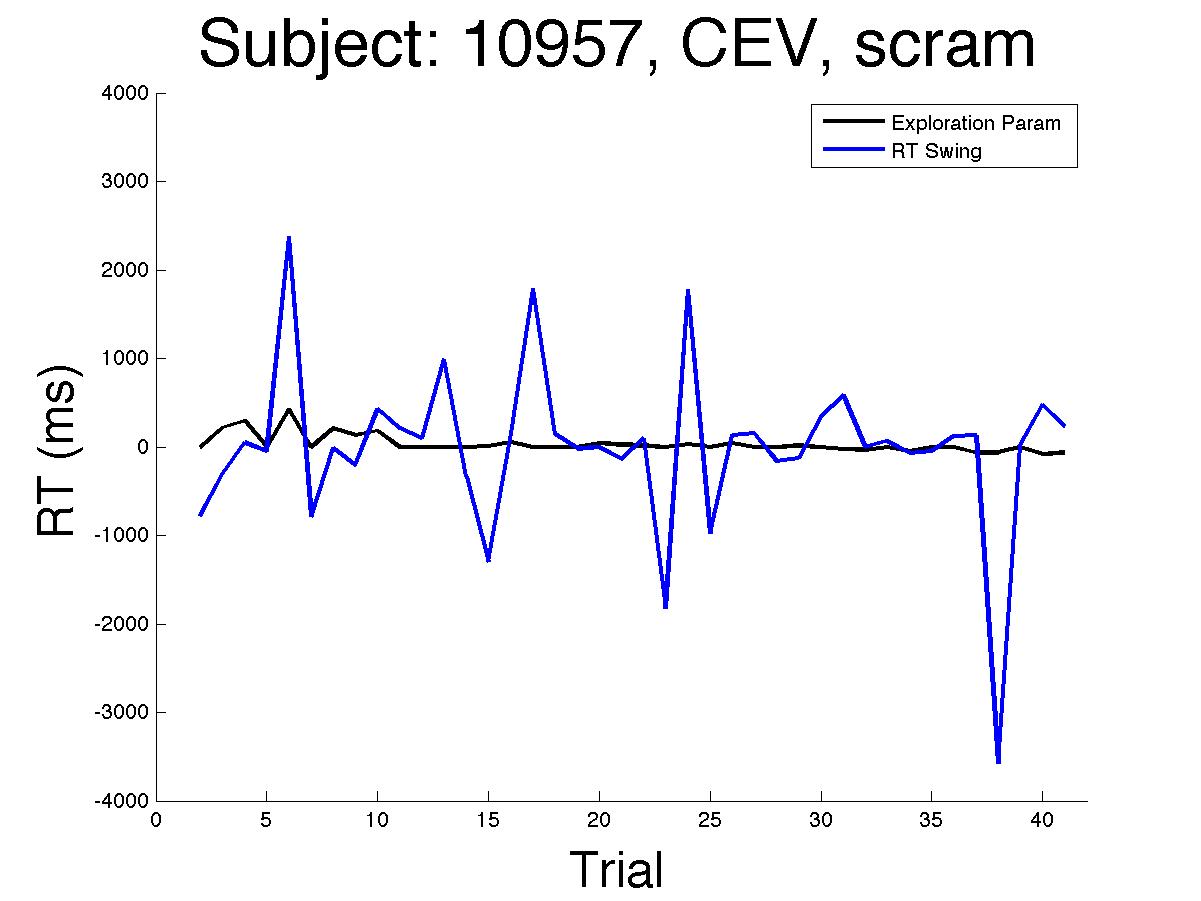 Subject: 10957, CEV, scram
4000
3000
2000
1000
0
-1000
-2000
-3000
-4000
RT (ms)
Exploration Param
RT Swing
0 5 10 15 20 25 30 35 40
Trial